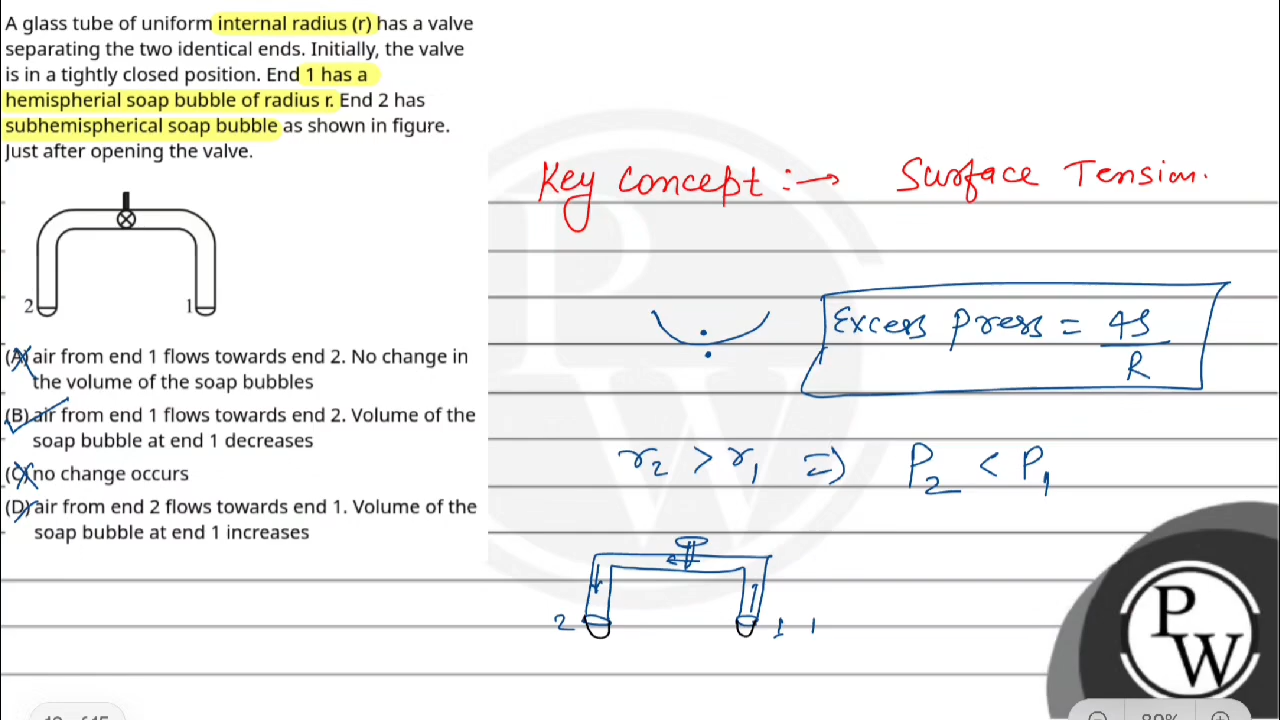 A glass tube of uniform internal radius (r) has a valve
separating the two identical ends. Initially, the valve
is in a tightly closed position. End 1 has a
hemispherial soap bubble of radius r. End 2 has
subhemispherical soap bubble as shown in figure.
Just after opening the valve.
2
1
(A) air from end 1 flows towards end 2. No change in
the volume of the soap bubbles
(B) air from end 1 flows towards end 2. Volume of the
soap bubble at end 1 decreases
(C) no change occurs
(D) air from end 2 flows towards end 1. Volume of the
soap bubble at end 1 increases
Key Concept :→ Surface Tension.
Excess press = 4S
R
r2 > r1 => P2 < P1
2
1
P
W